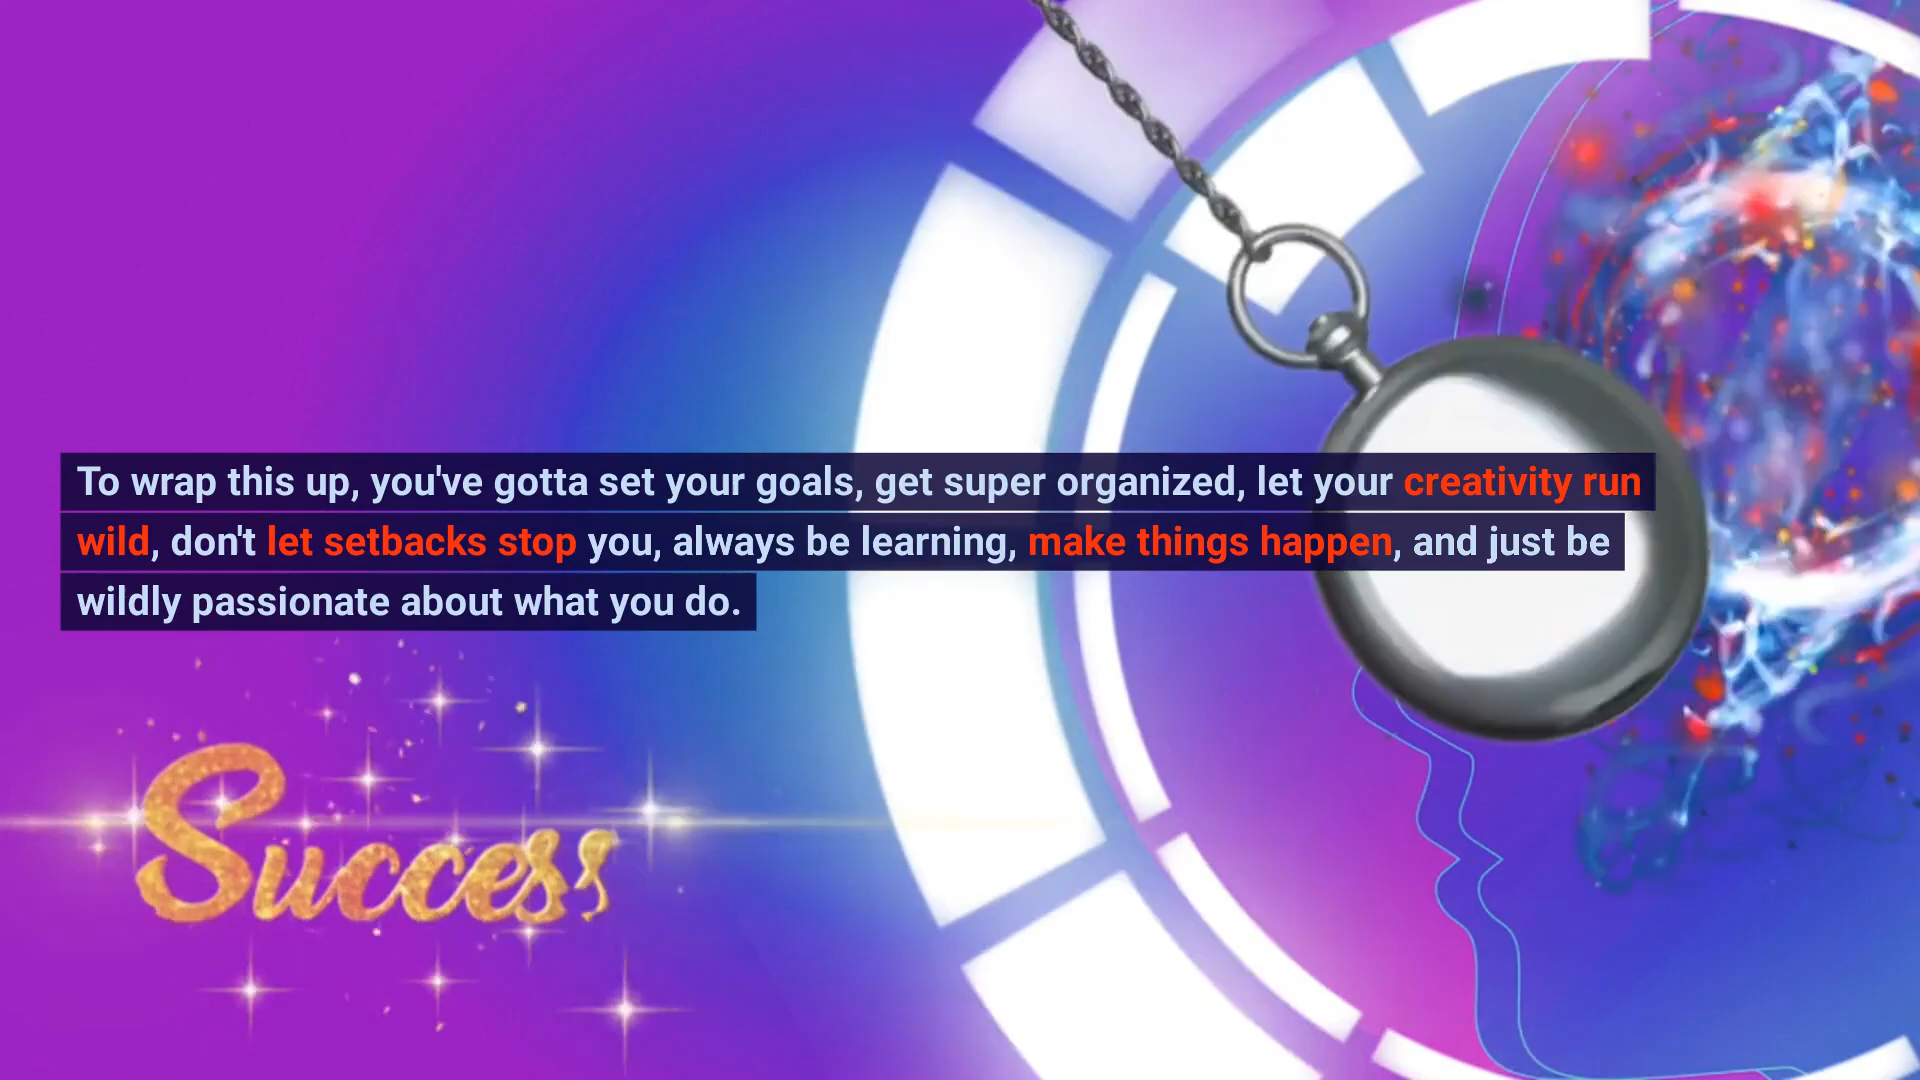 To wrap this up, you've gotta set your goals, get super organized, let your creativity run
wild, don't let setbacks stop you, always be learning, make things happen, and just be
wildly passionate about what you do.
Success